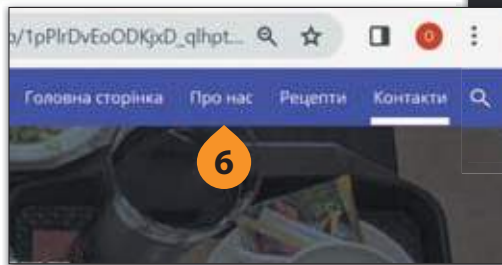 /1pPlrDvEoODKjxD_qlhpt...
Головна сторінка Про нас Рецепти Контакти
6